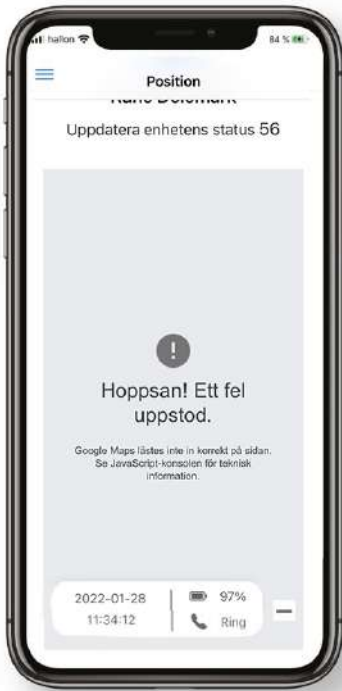 hallon
84 %
Position
Uppdatera enhetens status 56
Hoppsan! Ett fel
uppstod.
Google Maps lästes inte in korrekt på sidan.
Se JavaScript-konsolen för teknisk
information.
2022-01-28
97%
11:34:12
Ring